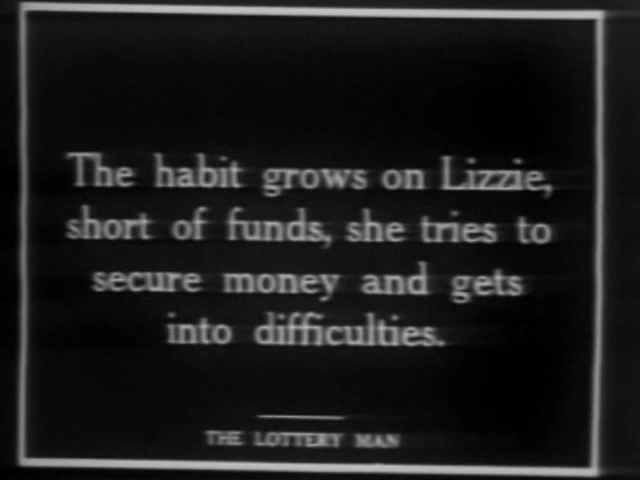 The habit grows on Lizzie,
short of funds, she tries to
secure money and gets
into difficulties.
THE LOTTERY MAN